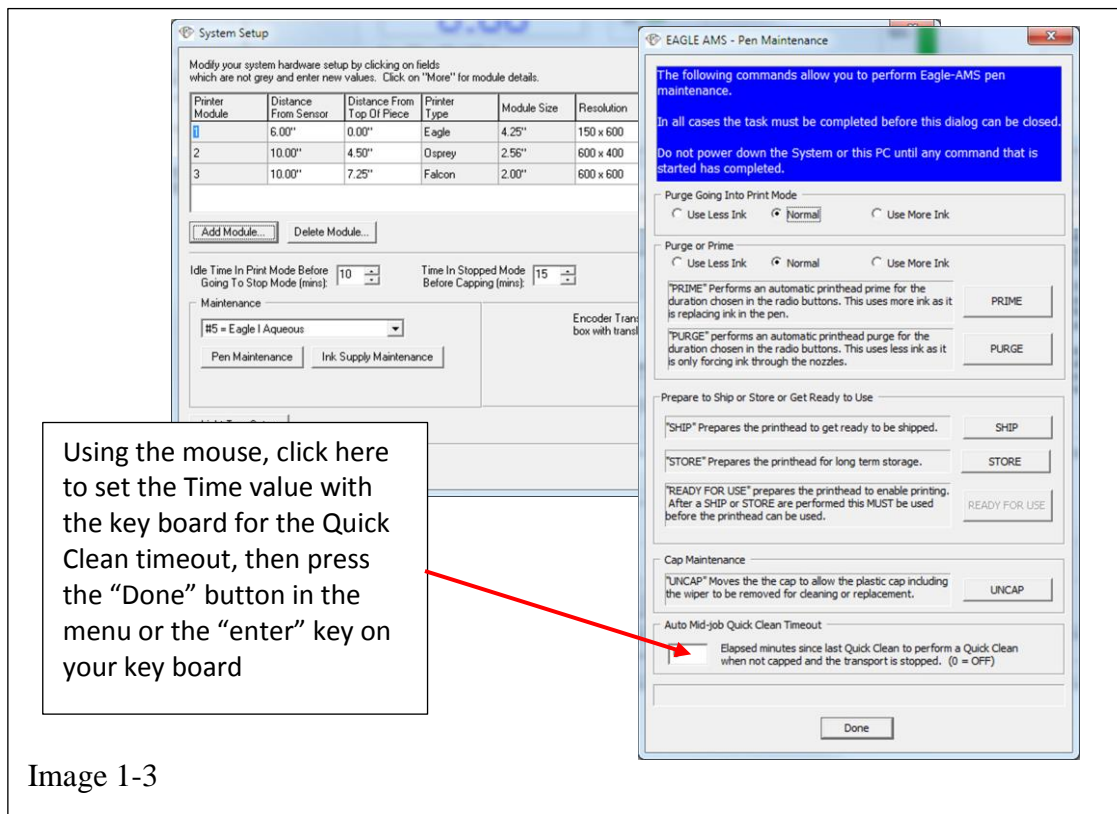 System Setup
Modify your system hardware setup by clicking on fields
which are not grey and enter new values. Click on "More" for module details.
Printer Module Distance From Sensor Distance From Top Of Piece Printer Type Module Size Resolution
1 6.00" 0.00" Eagle 4.25" 150 x 600
2 10.00" 4.50" Osprey 2.56" 600 x 400
3 10.00" 7.25" Falcon 2.00" 600 x 600
Add Module... Delete Module...
Idle Time In Print Mode Before
Going To Stop Mode (mins): 10
Time In Stopped Mode
Before Capping (mins): 15
Maintenance
#5 = Eagle I Aqueous
Pen Maintenance Ink Supply Maintenance
box with
EAGLE AMS - Pen Maintenance
The following commands allow you to perform Eagle-AMS pen
maintenance.
In all cases the task must be completed before this dialog can be closed.
Do not power down the System or this PC until any command that is
started has completed.
Purge Going Into Print Mode
Use Less Ink Normal Use More Ink
Purge or Prime
Use Less Ink Normal Use More Ink
"PRIME" Performs an automatic printhead prime for the
duration chosen in the radio buttons. This uses more ink as it
is replacing ink in the pen.
PRIME
"PURGE" performs an automatic printhead purge for the
duration chosen in the radio buttons. This uses less ink as it
is only forcing ink through the nozzles.
PURGE
Prepare to Ship or Store or Get Ready to Use
"SHIP" Prepares the printhead to get ready to be shipped. SHIP
"STORE" Prepares the printhead for long term storage. STORE
"READY FOR USE" prepares the printhead to enable printing.
After a SHIP or STORE are performed this MUST be used
before the printhead can be used.
READY FOR USE
Cap Maintenance
"UNCAP" Moves the the cap to allow the plastic cap including
the wiper to be removed for cleaning or replacement.
UNCAP
Auto Mid-job Quick Clean Timeout
Elapsed minutes since last Quick Clean to perform a Quick Clean
when not capped and the transport is stopped. (0 = OFF)
Done
Using the mouse, click here
to set the Time value with
the key board for the Quick
Clean timeout, then press
the “Done” button in the
menu or the “enter” key on
your key board
Image 1-3